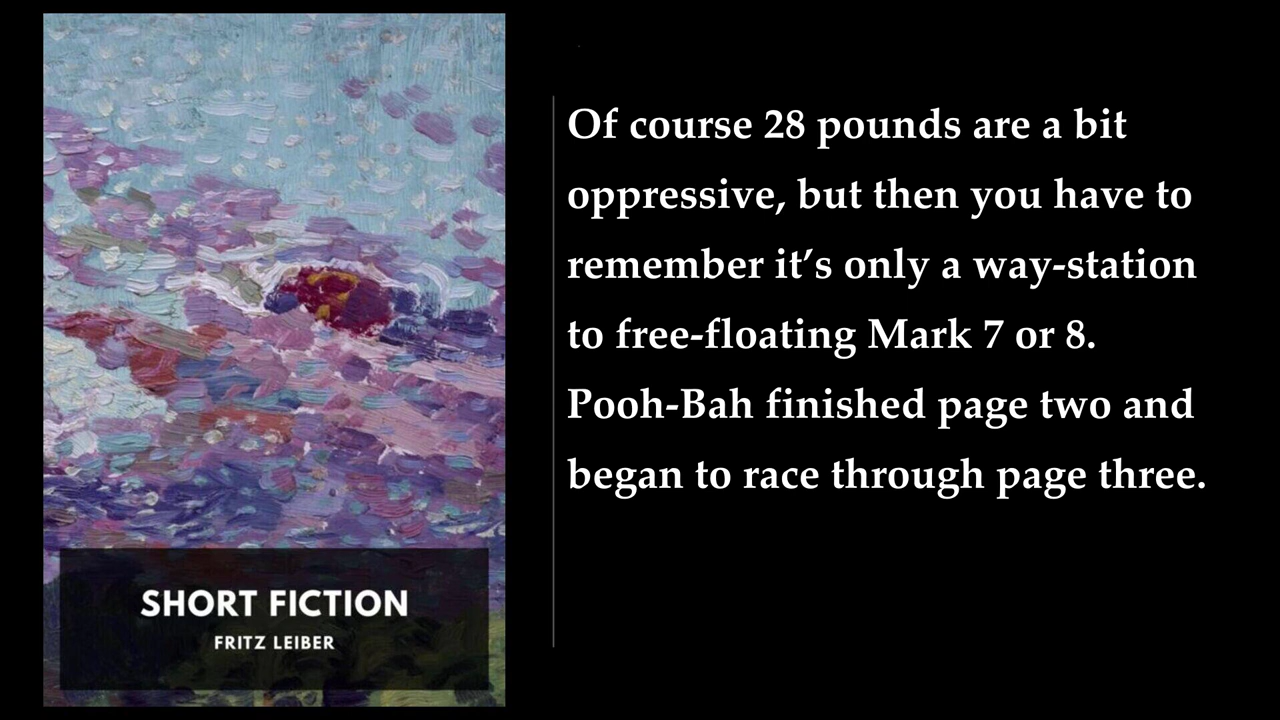 Of course 28 pounds are a bit
oppressive, but then you have to
remember it’s only a way-station
to free-floating Mark 7 or 8.
Pooh-Bah finished page two and
began to race through page three.
SHORT FICTION
FRITZ LEIBER